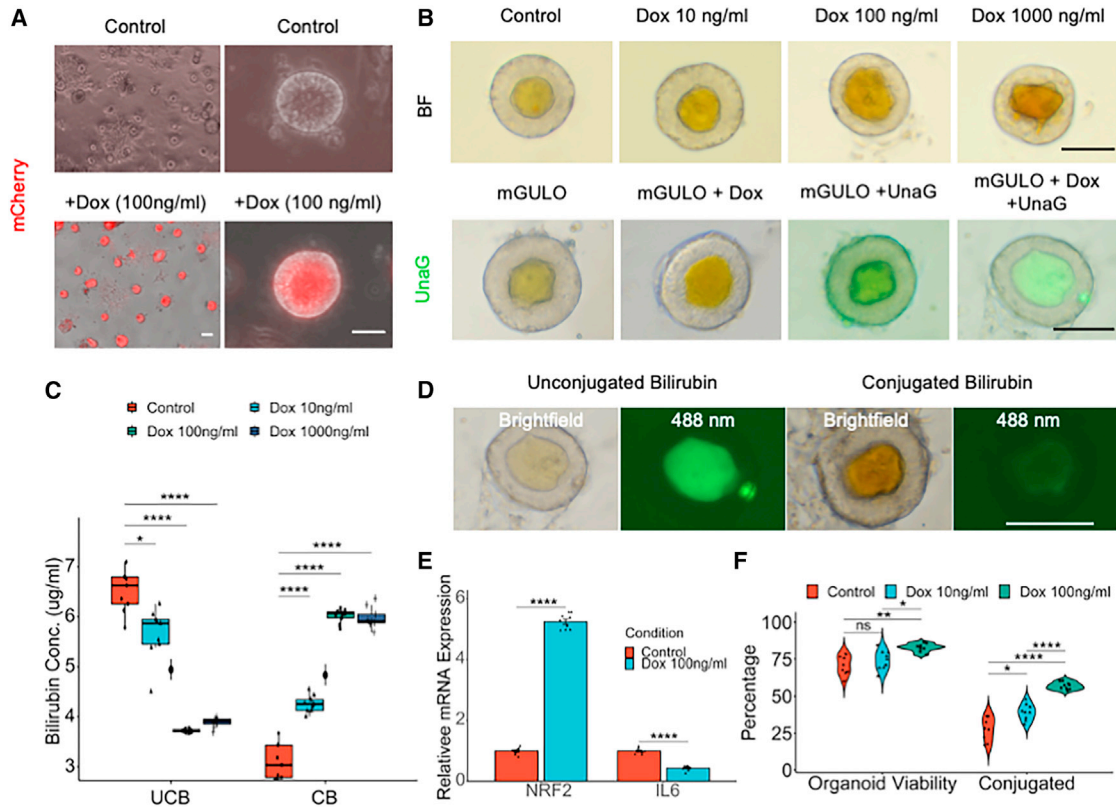 A
Control
Control
mCherry
+Dox (100ng/ml)
+Dox (100 ng/ml)
B
Control
Dox 10 ng/ml
Dox 100 ng/ml
Dox 1000 ng/ml
BF
mGULO
mGULO + Dox
mGULO +UnaG
mGULO + Dox
+UnaG
UnaG
C
Control
Dox 10ng/ml
Dox 100ng/ml
Dox 1000ng/ml
****
****
*
****
****
****
Bilirubin Conc. (ug/ml)
7
6
5
4
3
UCB
CB
D
Unconjugated Bilirubin
Conjugated Bilirubin
Brightfield
488 nm
Brightfield
488 nm
E
Relativee mRNA Expression
6
4
2
0
****
****
Condition
Control
Dox 100ng/ml
NRF2
IL6
F
Control
Dox 10ng/ml
Dox 100ng/ml
Percentage
100
75
50
25
0
*
**
ns
****
****
*
Organoid Viability
Conjugated